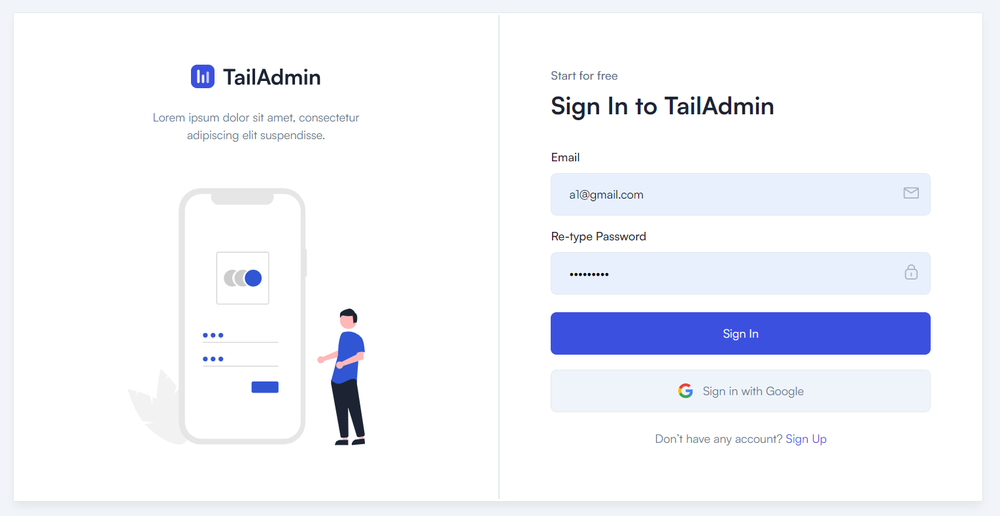 TailAdmin
Lorem ipsum dolor sit amet, consectetur
adipiscing elit suspendisse.
Start for free
Sign In to TailAdmin
Email
a1@gmail.com
Re-type Password
•••••••••
Sign In
Sign in with Google
Don't have any account? Sign Up